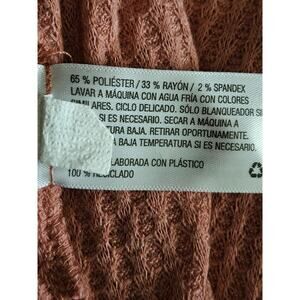 65 % POLIÉSTER / 33 % RAYÓN / 2 % SPANDEX
LAVAR A MÁQUINA CON AGUA FRÍA CON COLORES
SIMILARES. CICLO DELICADO. SÓLO BLANQUEADOR SI
ES NECESARIO. SECAR A MÁQUINA A
BAJA. RETIRAR OPORTUNAMENTE.
A BAJA TEMPERATURA SI ES NECESARIO.
ELABORADA CON PLÁSTICO
100 % RECICLADO